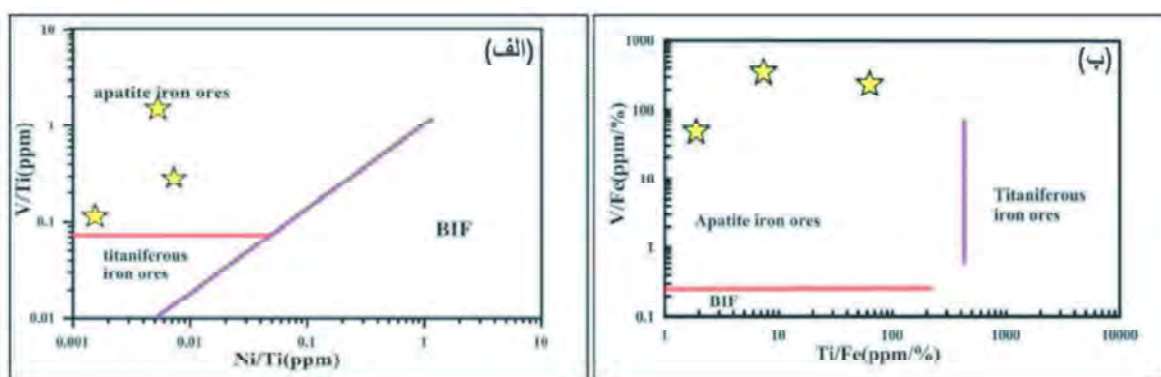 (الف)
10
1
0.1
0.01
V/Ti(ppm)
apatite iron ores
titaniferous
iron ores
BIF
0.001
0.01
0.1
1
10
Ni/Ti(ppm)
(ب)
1000
100
10
1
0.1
V/Fe(ppm/%)
Apatite iron ores
Titaniferous
iron ores
BIF
1
10
100
1000
10000
Ti/Fe(ppm/%)